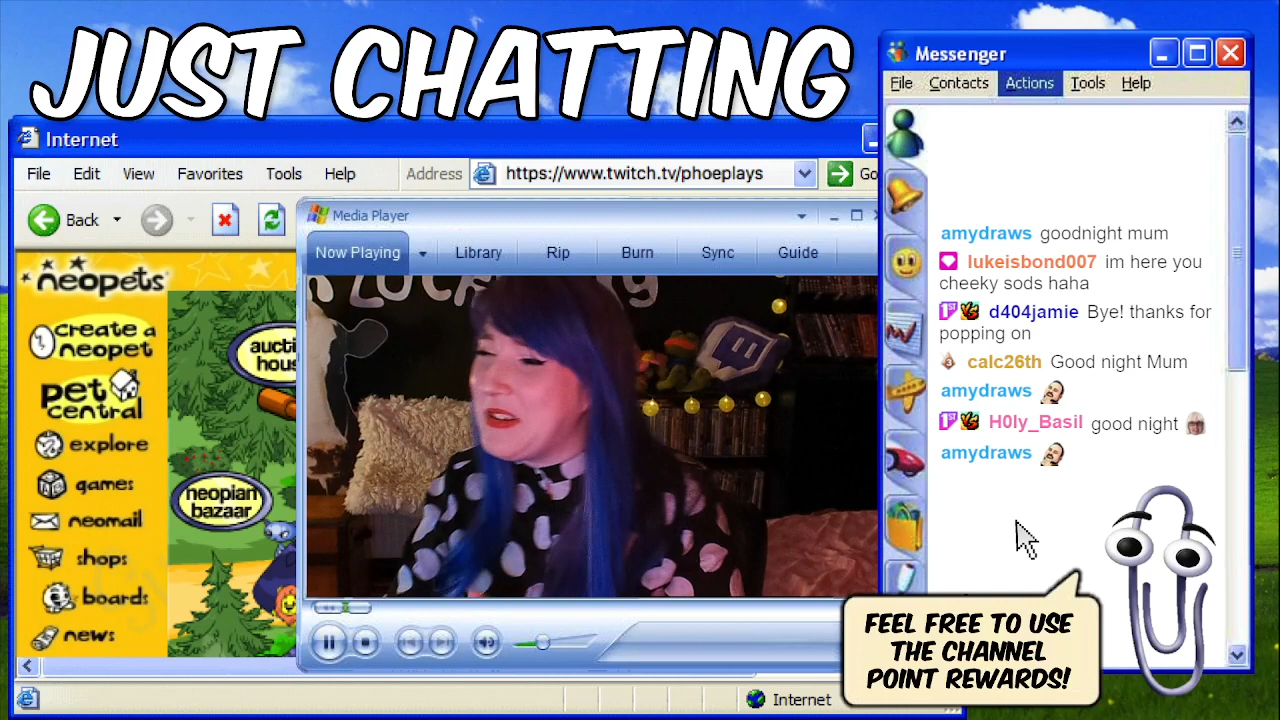 JUST CHATTING
Internet
File Edit View Favorites Tools Help Address https://www.twitch.tv/phoeplays Go
Back
neopets
create a
neopet
pet
central
explore
games
neomail
shops
boards
news
neopian
bazaar
Media Player
Now Playing Library Rip Burn Sync Guide
Internet
Messenger
File Contacts Actions Tools Help
amydraws goodnight mum
lukeisbond007 im here you
cheeky sods haha
d404jamie Bye! thanks for
popping on
calc26th Good night Mum
amydraws
H0ly_Basil good night
amydraws
FEEL FREE TO USE
THE CHANNEL
POINT REWARDS!